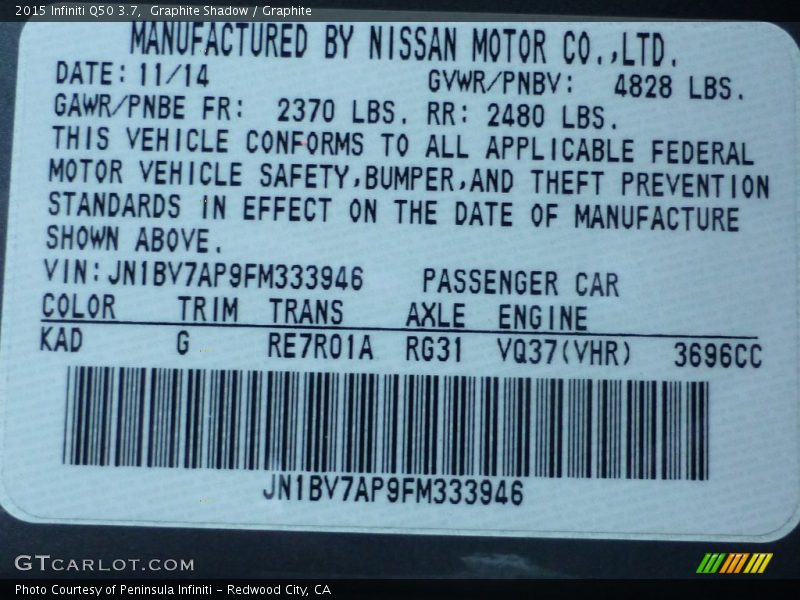 2015 Infiniti Q50 3.7,  Graphite Shadow / Graphite
MANUFACTURED BY NISSAN MOTOR CO.,LTD.
DATE: 11/14 GVWR/PNBV: 4828 LBS.
GAWR/PNBE FR: 2370 LBS. RR: 2480 LBS.
THIS VEHICLE CONFORMS TO ALL APPLICABLE FEDERAL
MOTOR VEHICLE SAFETY,BUMPER,AND THEFT PREVENTION
STANDARDS IN EFFECT ON THE DATE OF MANUFACTURE
SHOWN ABOVE.
VIN: JN1BV7AP9FM333946 PASSENGER CAR
COLOR TRIM TRANS AXLE ENGINE
KAD G RE7R01A RG31 VQ37(VHR) 3696CC
JN1BV7AP9FM333946
GTCARLOT.COM
Photo Courtesy of Peninsula Infiniti - Redwood City, CA